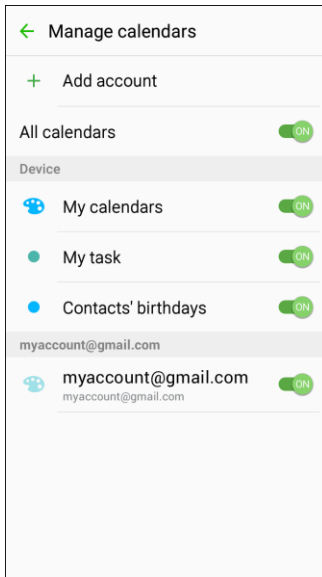 Manage calendars
Add account
All calendars
ON
Device
My calendars
ON
My task
ON
Contacts' birthdays
ON
myaccount@gmail.com
myaccount@gmail.com
myaccount@gmail.com
ON